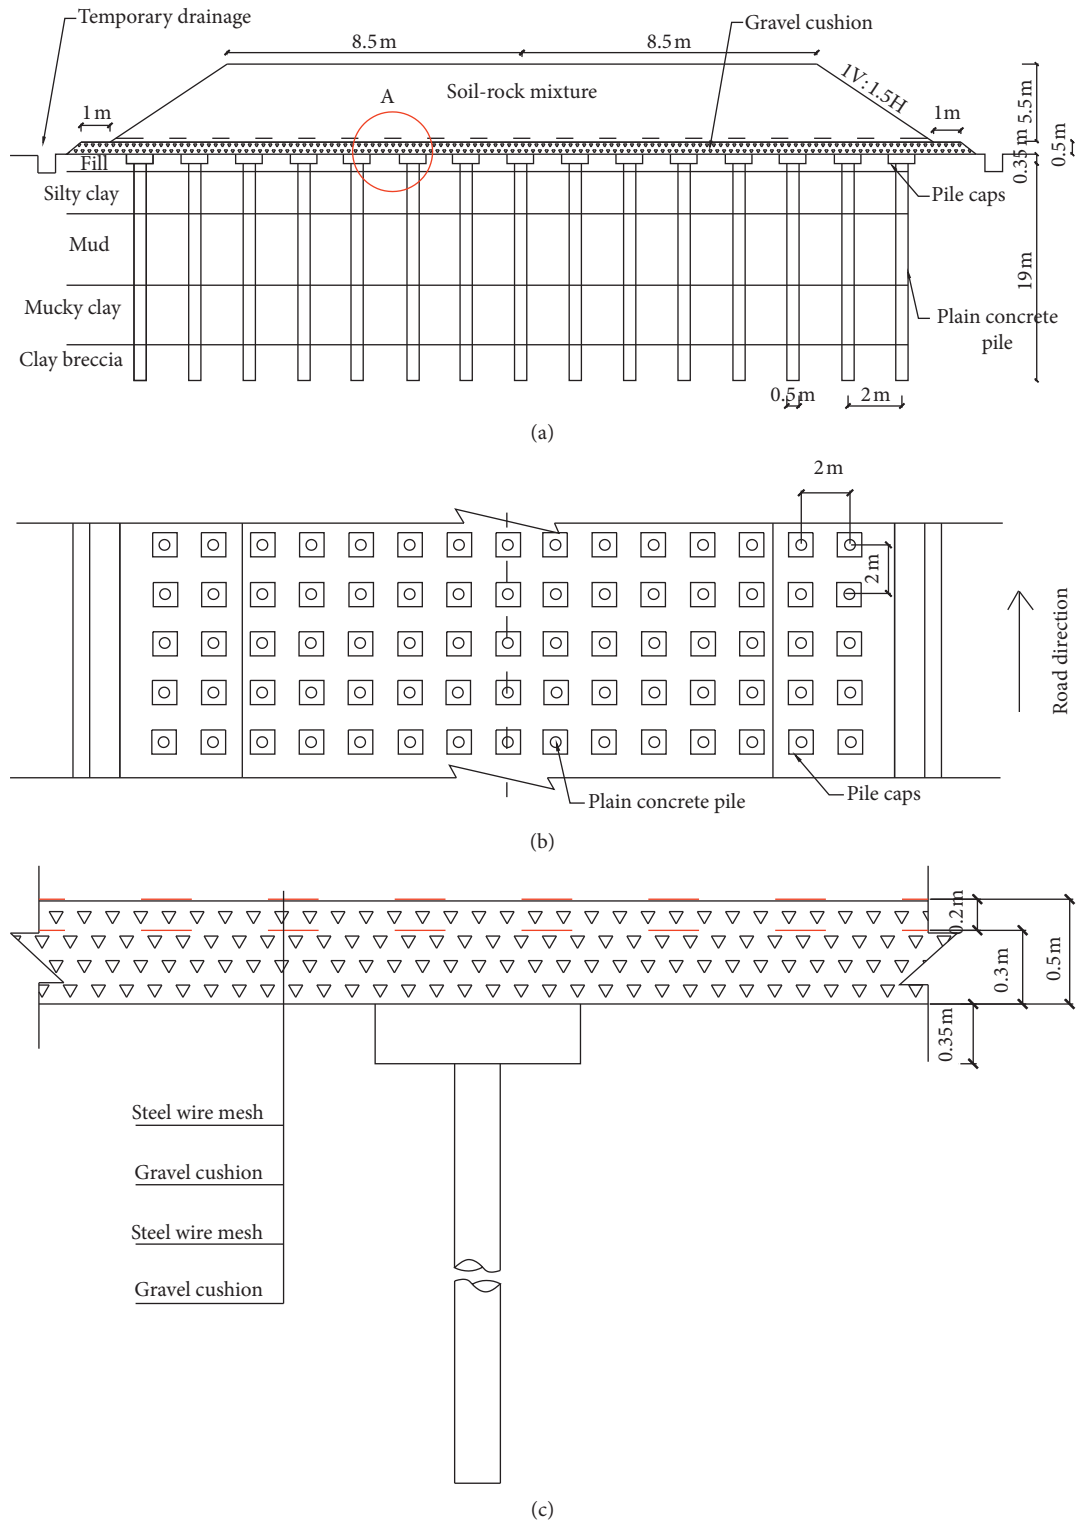 Temporary drainage
Gravel cushion
8.5 m
8.5 m
Soil-rock mixture
1V:1.5H
A
1 m
1 m
5.5 m
0.35 m
0.5 m
Fill
Silty clay
Pile caps
Mud
19 m
Mucky clay
Plain concrete
pile
Clay breccia
0.5 m
2 m
(a)
2 m
2 m
Road direction
Plain concrete pile
Pile caps
(b)
0.2 m
0.3 m
0.5 m
0.35 m
Steel wire mesh
Gravel cushion
Steel wire mesh
Gravel cushion
(c)